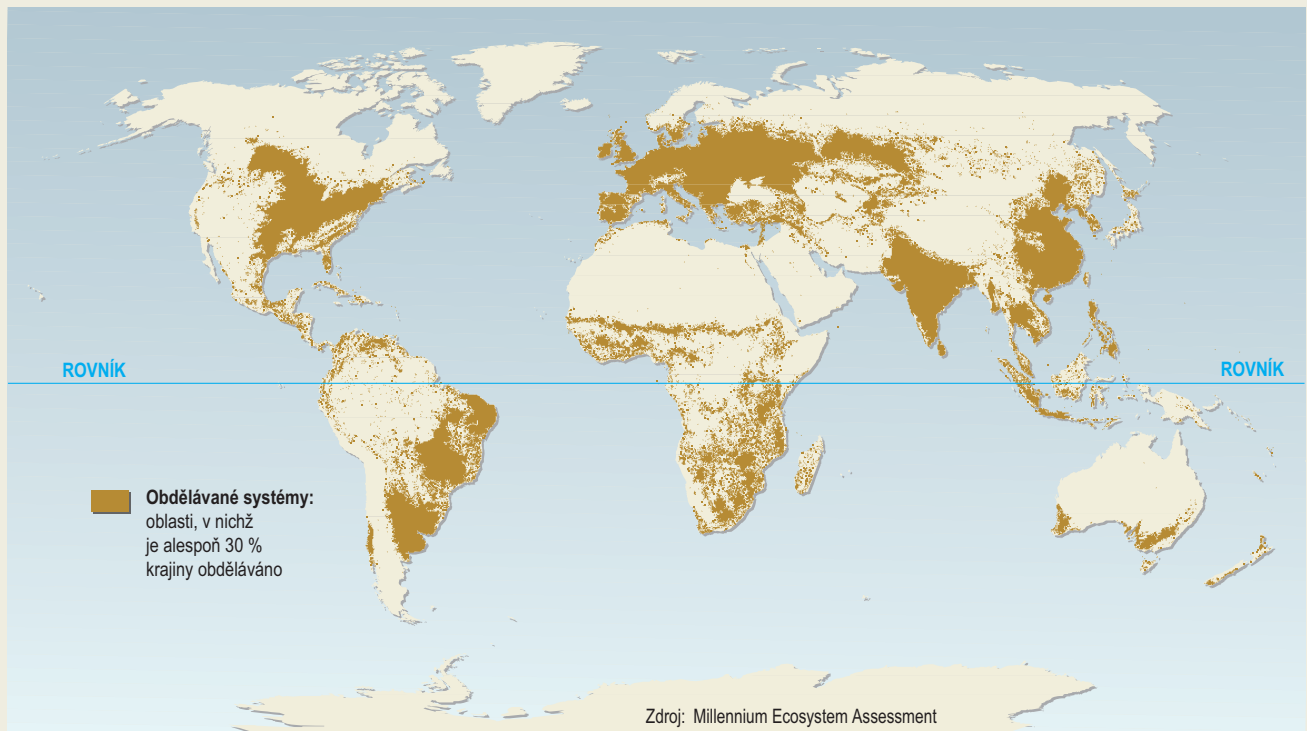 ROVNÍK
ROVNÍK
Obdělávané systémy:
oblasti, v nichž
je alespoň 30 %
krajiny obděláváno
Zdroj: Millennium Ecosystem Assessment